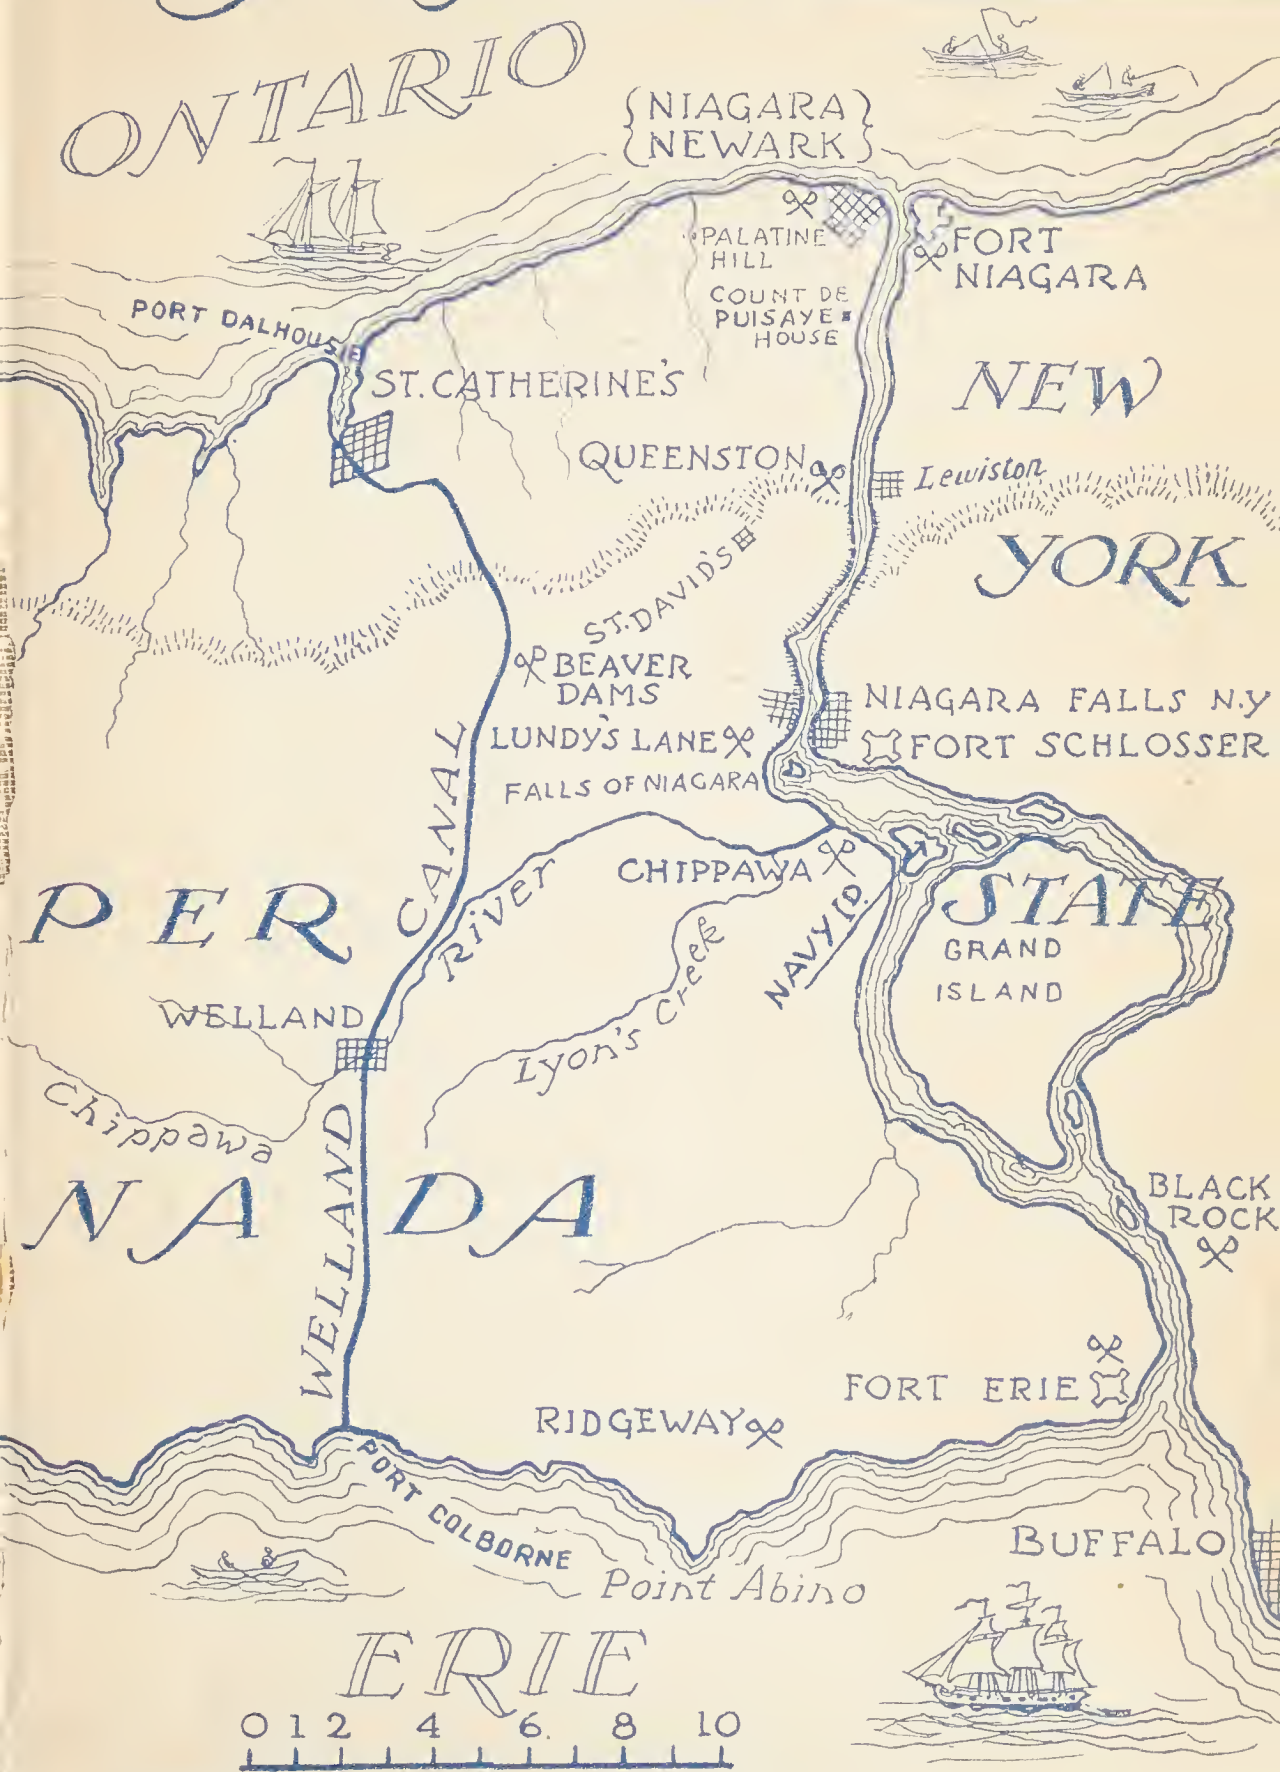 ONTARIO
{NIAGARA}
{NEWARK}
PALATINE
HILL
FORT
NIAGARA
COUNT DE
PUISAYE
HOUSE
PORT DALHOUSIE
ST. CATHERINE'S
NEW
QUEENSTON
Lewiston
YORK
ST. DAVID'S
BEAVER
DAMS
NIAGARA FALLS N.Y
LUNDY'S LANE
FORT SCHLOSSER
FALLS OF NIAGARA
CHIPPAWA
NAVY ID.
STATE
PER
CANAL
RIVER
GRAND
ISLAND
WELLAND
Lyon's Creek
Chippawa
NA DA
WELLAND
BLACK
ROCK
FORT ERIE
RIDGEWAY
PORT COLBORNE
BUFFALO
Point Abino
ERIE
0 1 2 4 6. 8 10